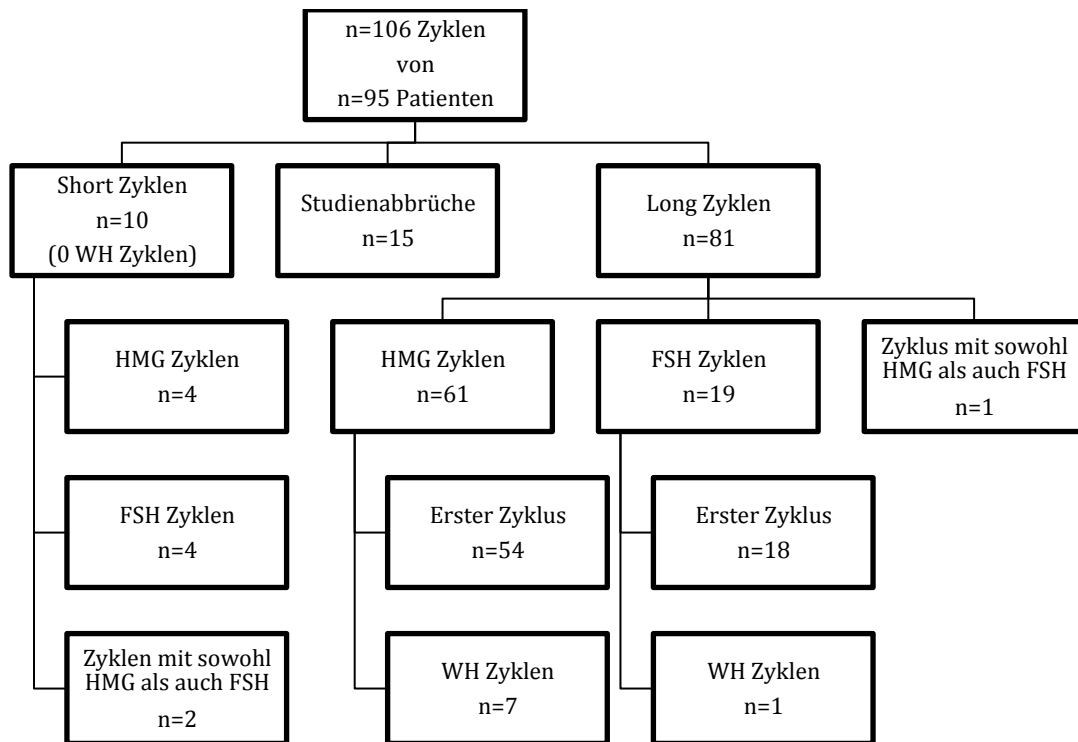 n=106 Zyklen
von
n=95 Patienten
Short Zyklen
n=10
(0 WH Zyklen)
Studienabbrüche
n=15
Long Zyklen
n=81
HMG Zyklen
n=4
HMG Zyklen
n=61
FSH Zyklen
n=19
Zyklus mit sowohl
HMG als auch FSH
n=1
FSH Zyklen
n=4
Erster Zyklus
n=54
Erster Zyklus
n=18
Zyklen mit sowohl
HMG als auch FSH
n=2
WH Zyklen
n=7
WH Zyklen
n=1